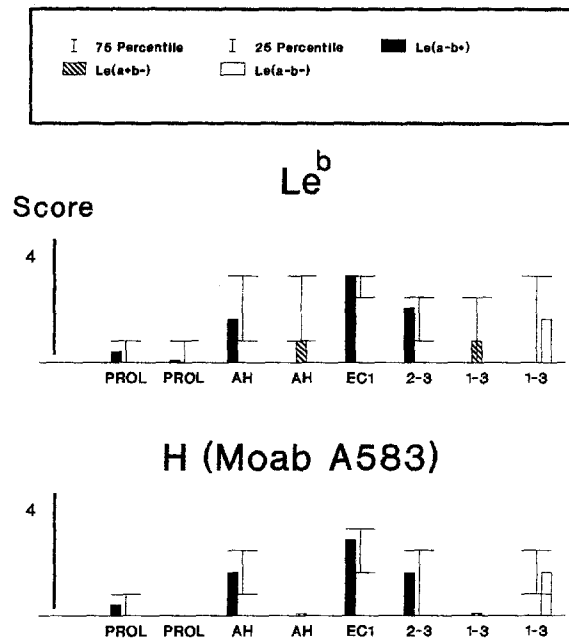 75 Percentile 25 Percentile Le(a-b+)
Le(a+b-) Le(a-b-)
Le^b
Score
4
PROL PROL AH AH EC1 2-3 1-3 1-3
H (Moab A583)
4
PROL PROL AH AH EC1 2-3 1-3 1-3